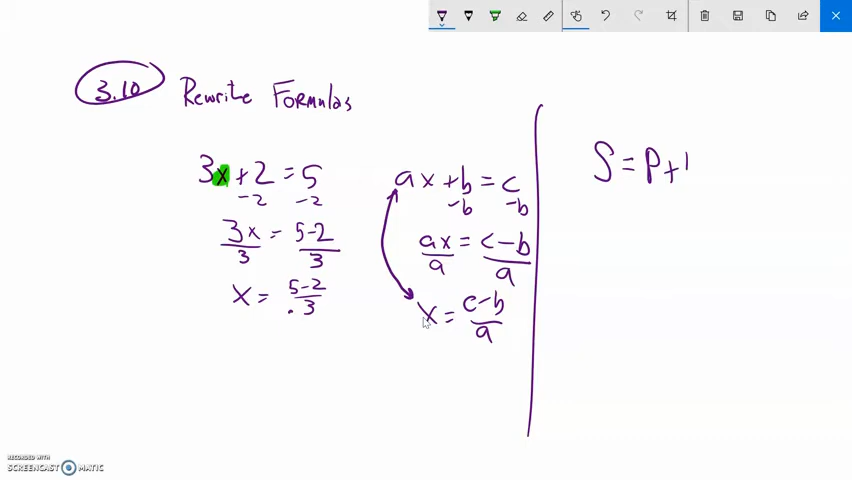 3.10 Rewrite Formulas
3x+2=5
-2 -2
3x = 5-2
3 3
x = 5-2
3
ax+b=c
-b -b
ax = c-b
a a
x = c-b
a
S=P+1
RECORDED WITH
SCREENCAST MATIC